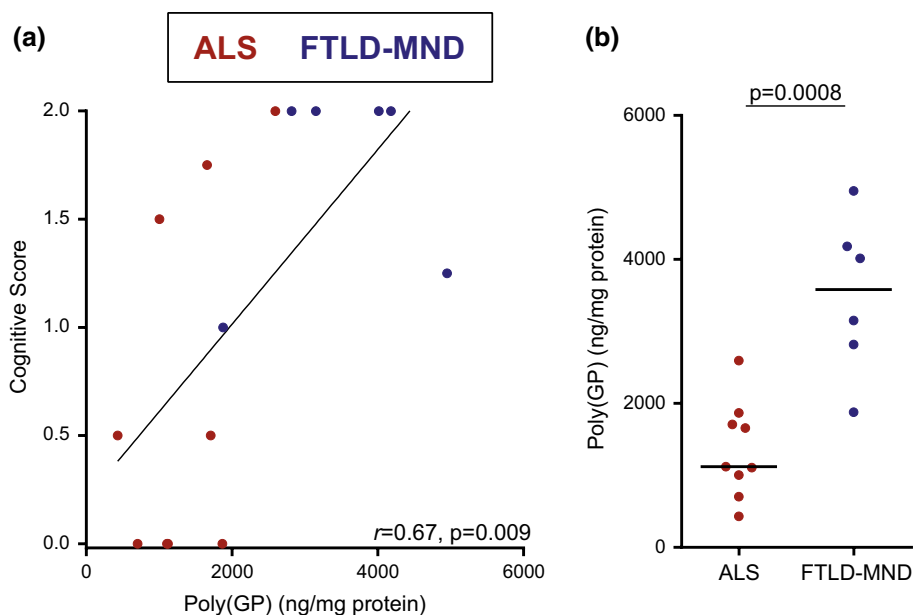 (a)
ALS FTLD-MND
2.0
1.5
1.0
0.5
0.0
Cognitive Score
r=0.67, p=0.009
0 2000 4000 6000
Poly(GP) (ng/mg protein)
(b)
p=0.0008
6000
4000
2000
0
Poly(GP) (ng/mg protein)
ALS FTLD-MND